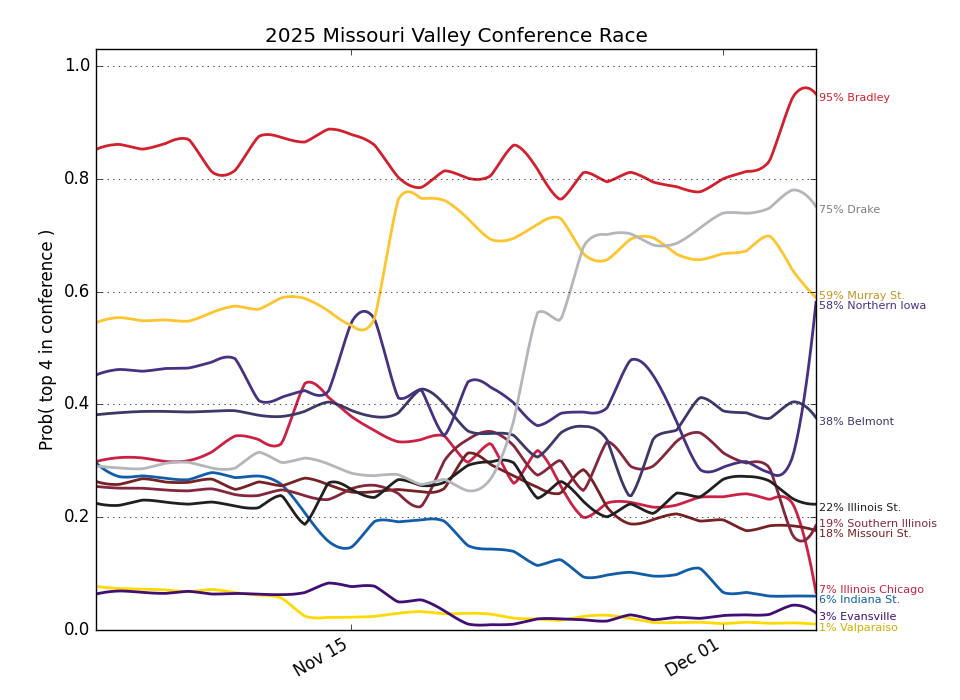 2025 Missouri Valley Conference Race
Prob( top 4 in conference )
1.0
0.8
0.6
0.4
0.2
0.0
Nov 15
Dec 01
95% Bradley
75% Drake
59% Murray St.
58% Northern Iowa
38% Belmont
22% Illinois St.
19% Southern Illinois
18% Missouri St.
7% Illinois Chicago
6% Indiana St.
3% Evansville
1% Valparaiso